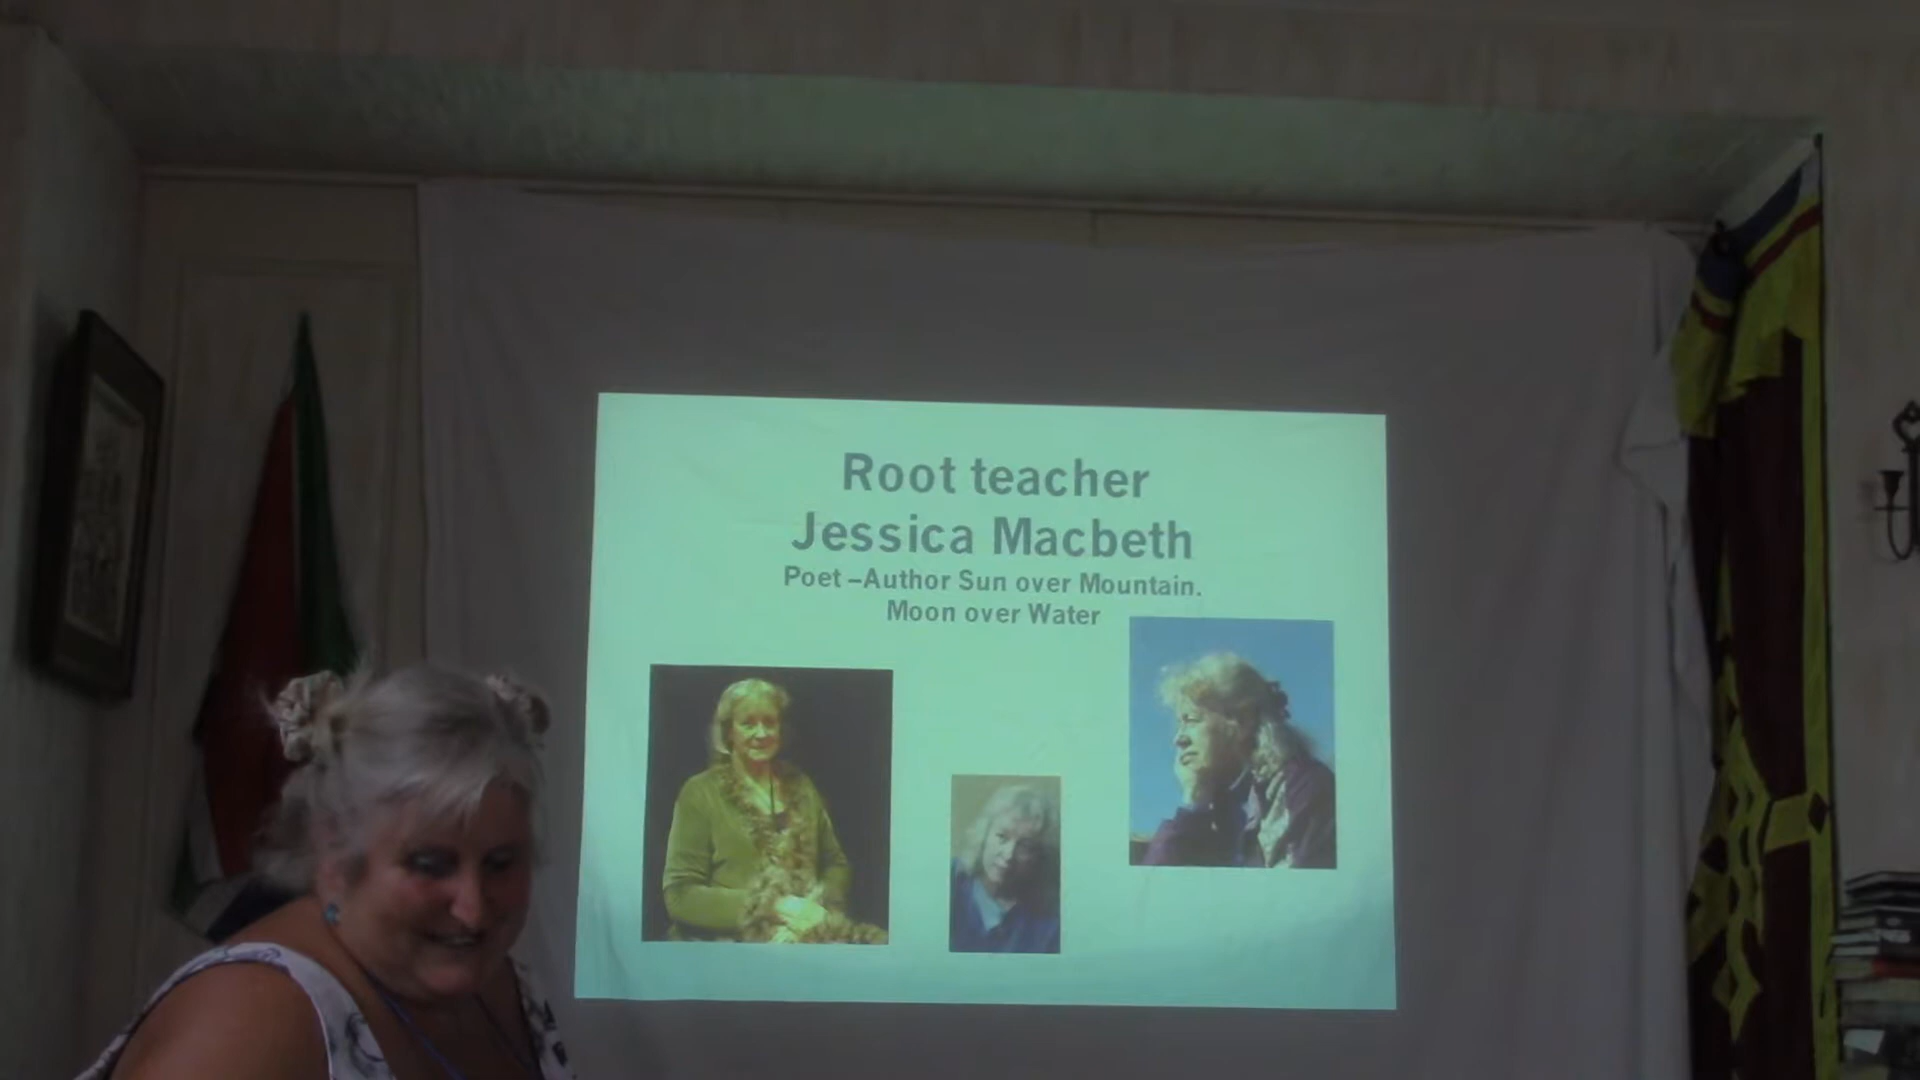 Root teacher
Jessica Macbeth
Poet –Author Sun over Mountain.
Moon over Water